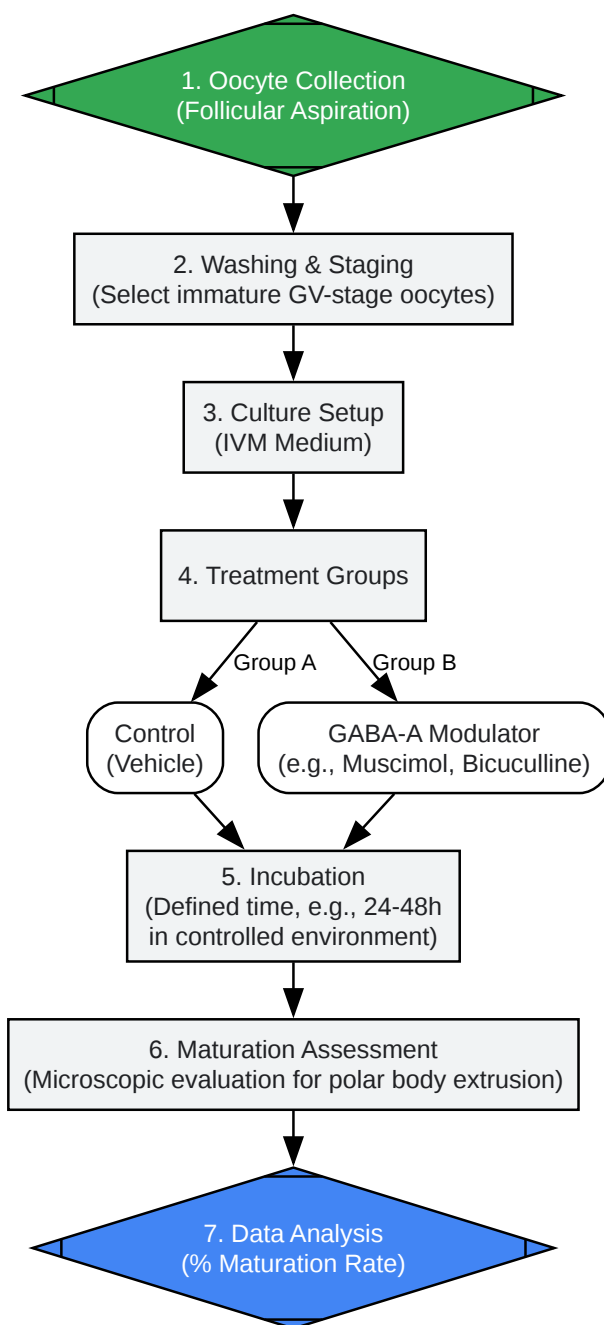 1. Oocyte Collection
(Follicular Aspiration)
2. Washing & Staging
(Select immature GV-stage oocytes)
3. Culture Setup
(IVM Medium)
4. Treatment Groups
Group A
Group B
Control
(Vehicle)
GABA-A Modulator
(e.g., Muscimol, Bicuculline)
5. Incubation
(Defined time, e.g., 24-48h
in controlled environment)
6. Maturation Assessment
(Microscopic evaluation for polar body extrusion)
7. Data Analysis
(% Maturation Rate)